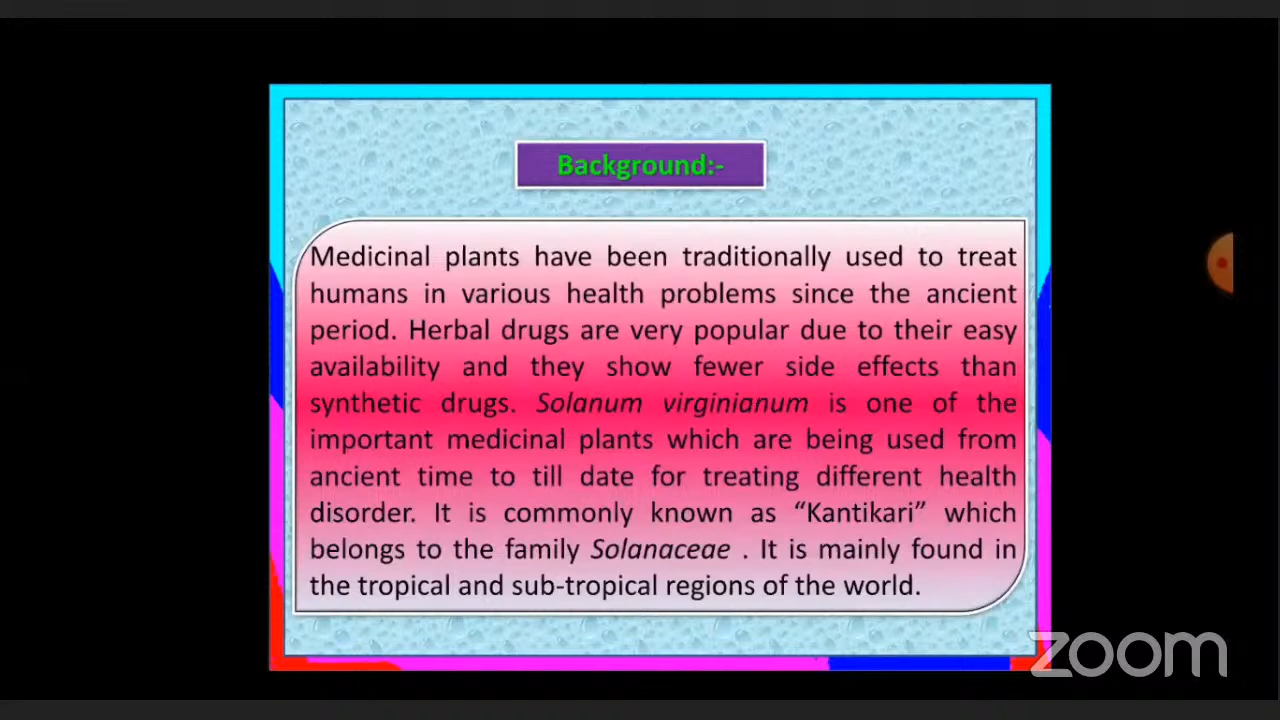 Background:-
Medicinal plants have been traditionally used to treat
humans in various health problems since the ancient
period. Herbal drugs are very popular due to their easy
availability and they show fewer side effects than
synthetic drugs. Solanum virginianum is one of the
important medicinal plants which are being used from
ancient time to till date for treating different health
disorder. It is commonly known as “Kantikari” which
belongs to the family Solanaceae . It is mainly found in
the tropical and sub-tropical regions of the world.
zoom